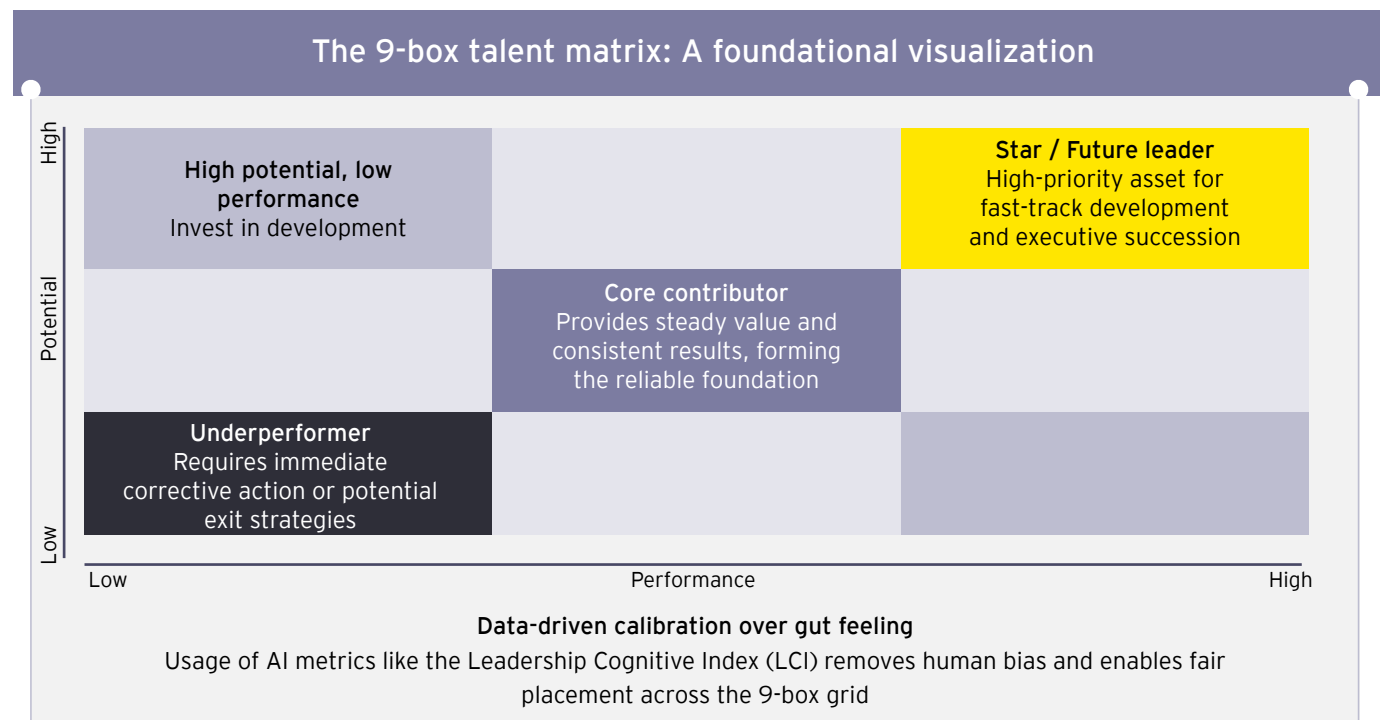 The 9-box talent matrix: A foundational visualization
High
Potential
Low
High potential, low
performance
Invest in development
Star / Future leader
High-priority asset for
fast-track development
and executive succession
Core contributor
Provides steady value and
consistent results, forming
the reliable foundation
Underperformer
Requires immediate
corrective action or potential
exit strategies
Low
Performance
High
Data-driven calibration over gut feeling
Usage of AI metrics like the Leadership Cognitive Index (LCI) removes human bias and enables fair
placement across the 9-box grid